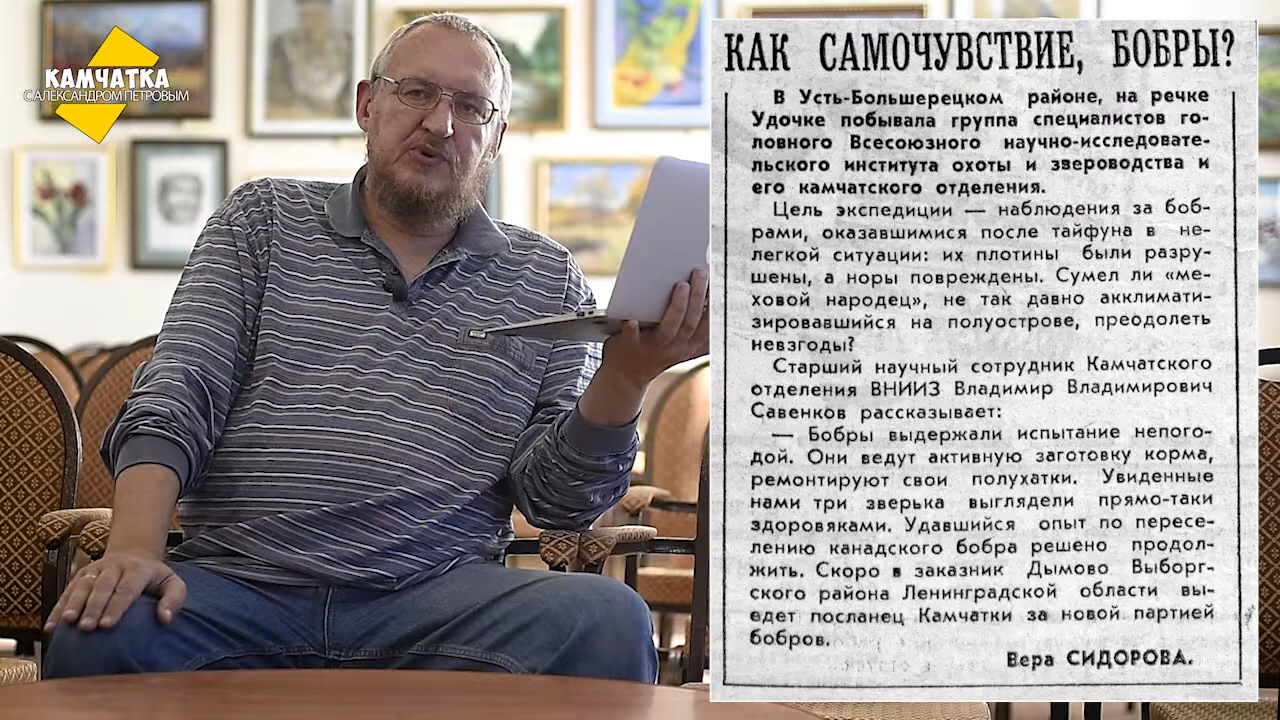 КАМЧАТКА
С АЛЕКСАНДРОМ ПЕТРОВЫМ
КАК САМОЧУВСТВИЕ, БОБРЫ?
В Усть-Большерецком районе, на речке
Удочке побывала группа специалистов го-
ловного Всесоюзного научно-исследовате-
льского института охоты и звероводства и
его камчатского отделения.
Цель экспедиции — наблюдения за боб-
рами, оказавшимися после тайфуна в не-
легкой ситуации: их плотины были разру-
шены, а норы повреждены. Сумел ли «ме-
ховой народец», не так давно акклимати-
зировавшийся на полуострове, преодолеть
невзгоды?
Старший научный сотрудник Камчатского
отделения ВНИИЗ Владимир Владимирович
Савенков рассказывает:
— Бобры выдержали испытание непого-
дой. Они ведут активную заготовку корма,
ремонтируют свои полухатки. Увиденные
нами три зверька выглядели прямо-таки
здоровяками. Удавшийся опыт по пересе-
лению канадского бобра решено продол-
жить. Скоро в заказник Дымово Выборг-
ского района Ленинградской области вы-
едет посланец Камчатки за новой партией
бобров.
Вера СИДОРОВА.